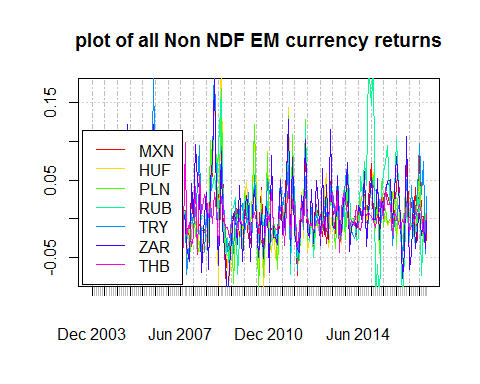 plot of all Non NDF EM currency returns
0.15
0.05
-0.05
MXN
HUF
PLN
RUB
TRY
ZAR
THB
Dec 2003 Jun 2007 Dec 2010 Jun 2014